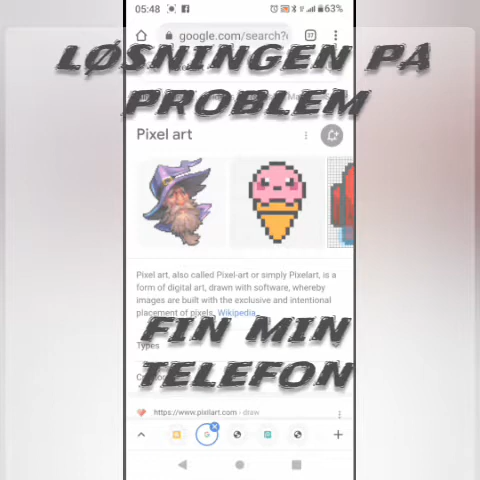 05:48
63%
google.com/search?
37
LØSNINGEN PÅ
PROBLEM
Pixel art
Pixel art, also called Pixel-art or simply Pixelart, is a
form of digital art, drawn with software, whereby
images are built with the exclusive and intentional
placement of pixels. Wikipedia
FIN MIN
Types
TELEFON
https://www.pixilart.com › draw